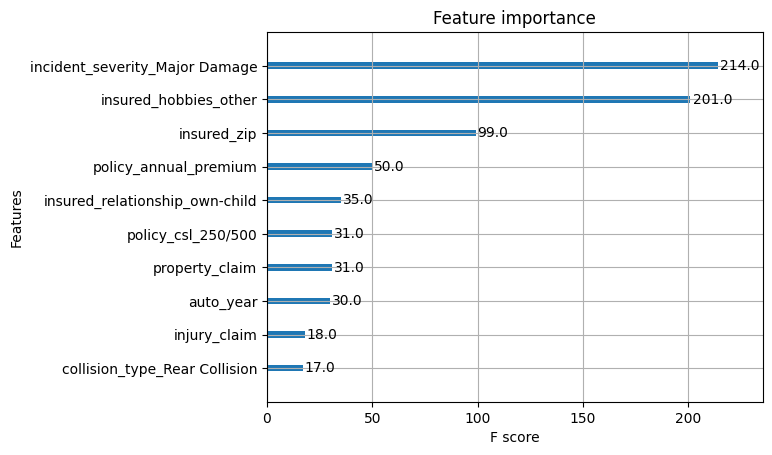 Feature importance
incident_severity_Major Damage 214.0
insured_hobbies_other 201.0
insured_zip 99.0
policy_annual_premium 50.0
insured_relationship_own-child 35.0
policy_csl_250/500 31.0
property_claim 31.0
auto_year 30.0
injury_claim 18.0
collision_type_Rear Collision 17.0
Features
0 50 100 150 200
F score